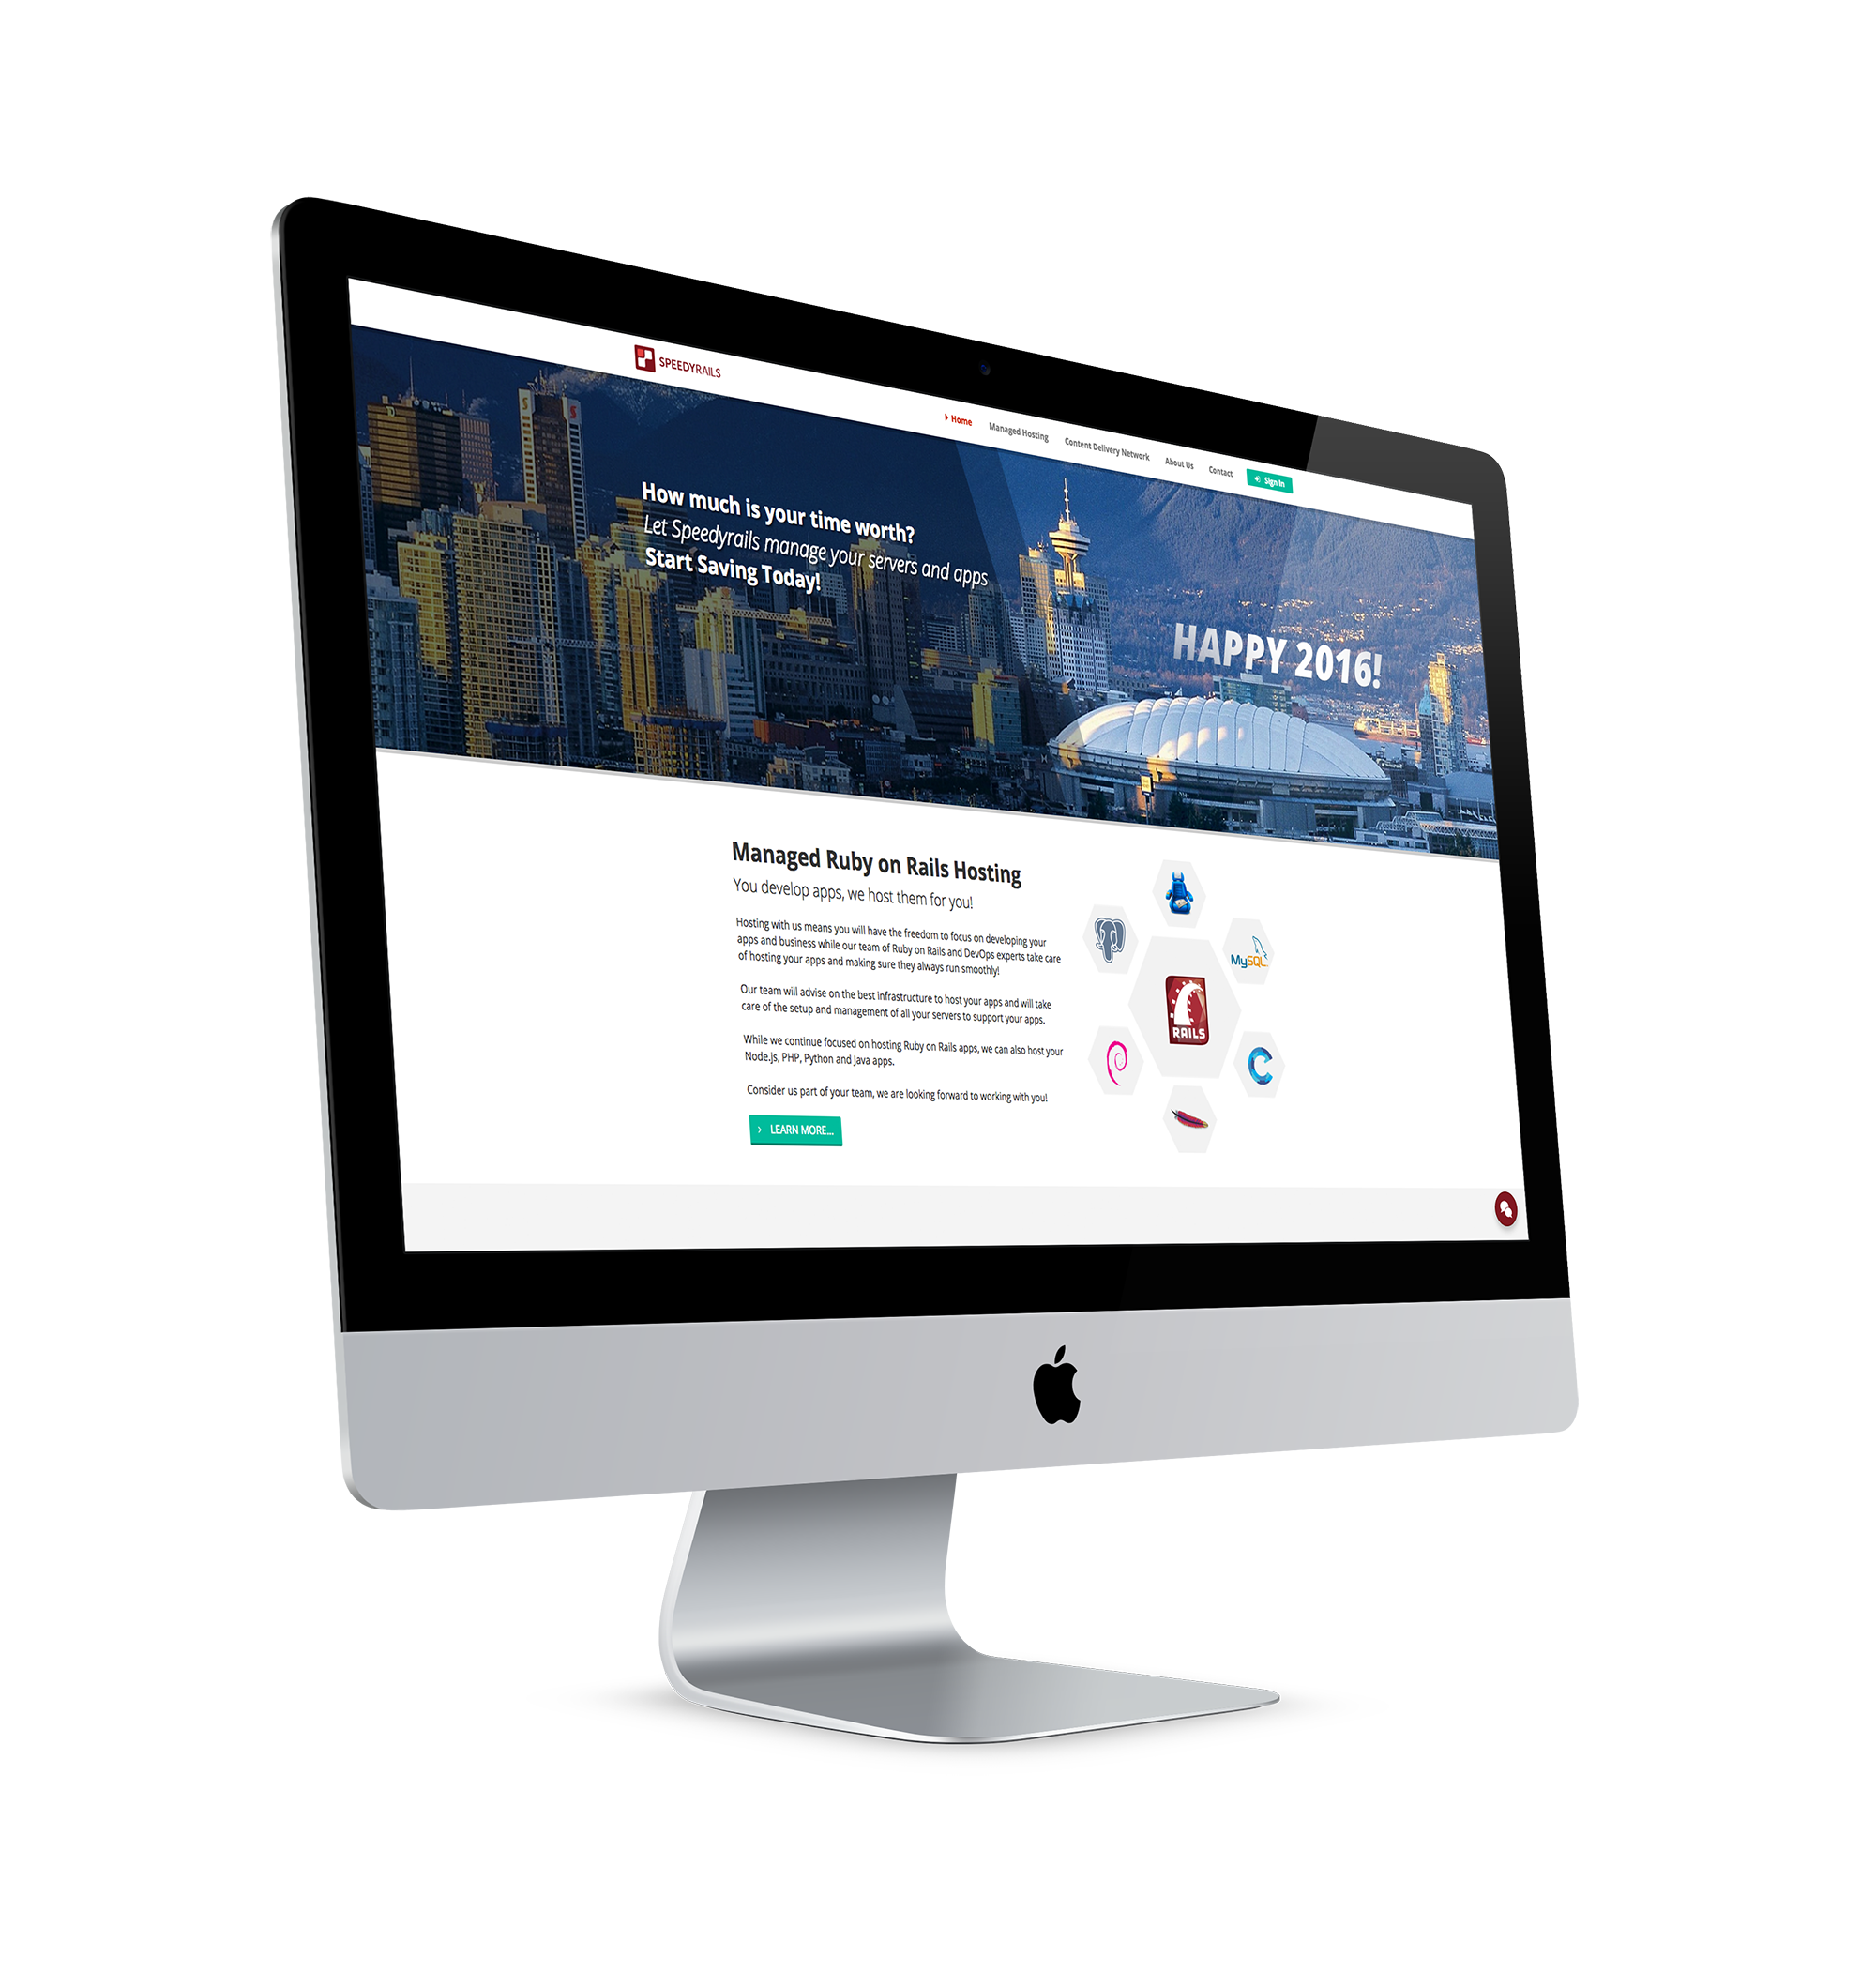 SPEEDYRAILS
Home
Managed Hosting
Content Delivery Network
About Us
Contact
Sign In
How much is your time worth?
Let Speedyrails manage your servers and apps
Start Saving Today!
HAPPY 2016!
Managed Ruby on Rails Hosting
You develop apps, we host them for you!
Hosting with us means you will have the freedom to focus on developing your
apps and business while our team of Ruby on Rails and DevOps experts take care
of hosting your apps and making sure they always run smoothly!
Our team will advise on the best infrastructure to host your apps and will take
care of the setup and management of all your servers to support your apps.
While we continue focused on hosting Ruby on Rails apps, we can also host your
Node.js, PHP, Python and Java apps.
Consider us part of your team, we are looking forward to working with you!
LEARN MORE...
MySQL
RAILS